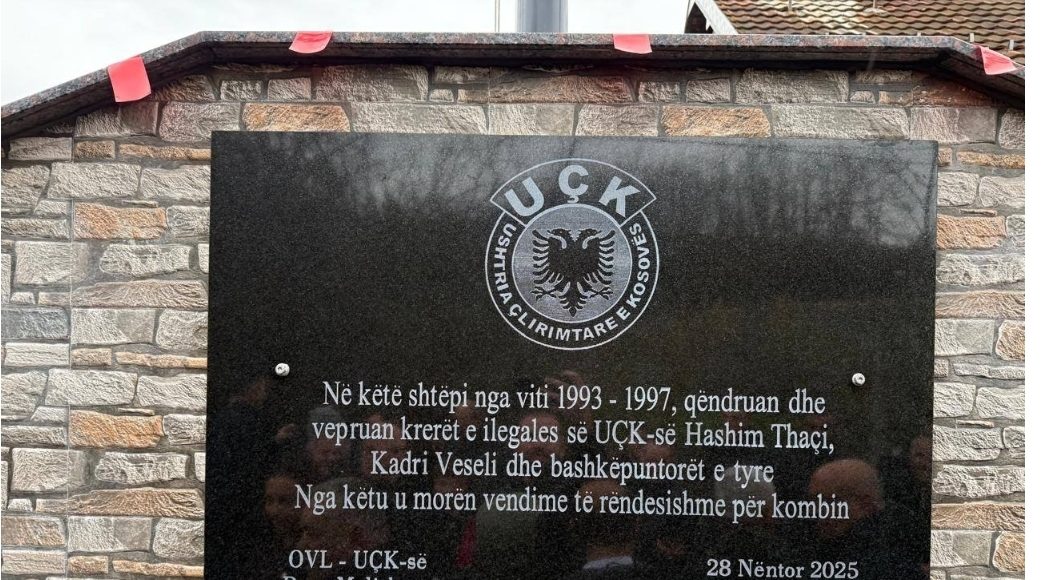 UÇK
USHTRIA ÇLIRIMTARE E KOSOVËS
Në këtë shtëpi nga viti 1993 - 1997, qëndruan dhe
vepruan krerët e ilegales së UÇK-së Hashim Thaçi,
Kadri Veseli dhe bashkëpuntorët e tyre
Nga këtu u morën vendime të rëndesishme për kombin
OVL - UÇK-së
28 Nëntor 2025